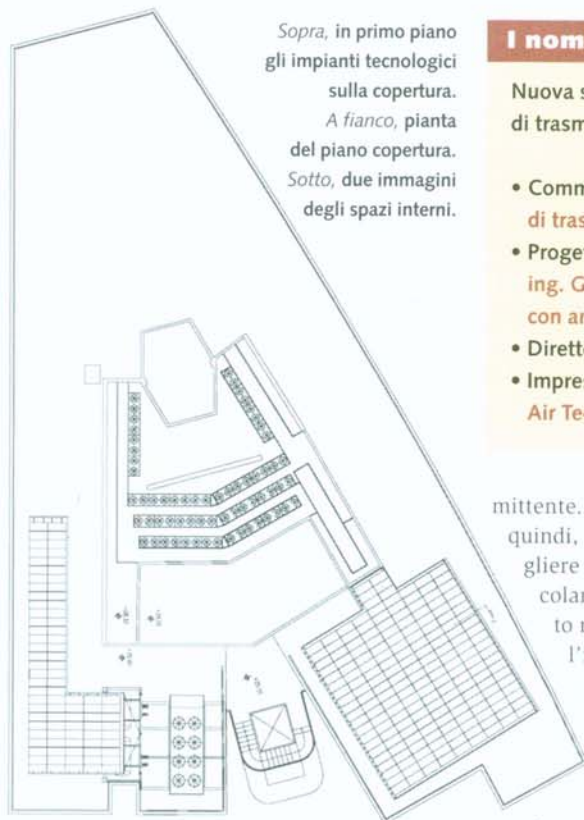 Sopra, in primo piano
gli impianti tecnologici
sulla copertura.
A fianco, pianta
del piano copertura.
Sotto, due immagini
degli spazi interni.
I nom
Nuova s
di trasm
• Comm
di tras
• Proget
ing. G
con ar
• Dirett
• Impres
Air Te
mittente.
quindi,
gliere
colar
to r
l'